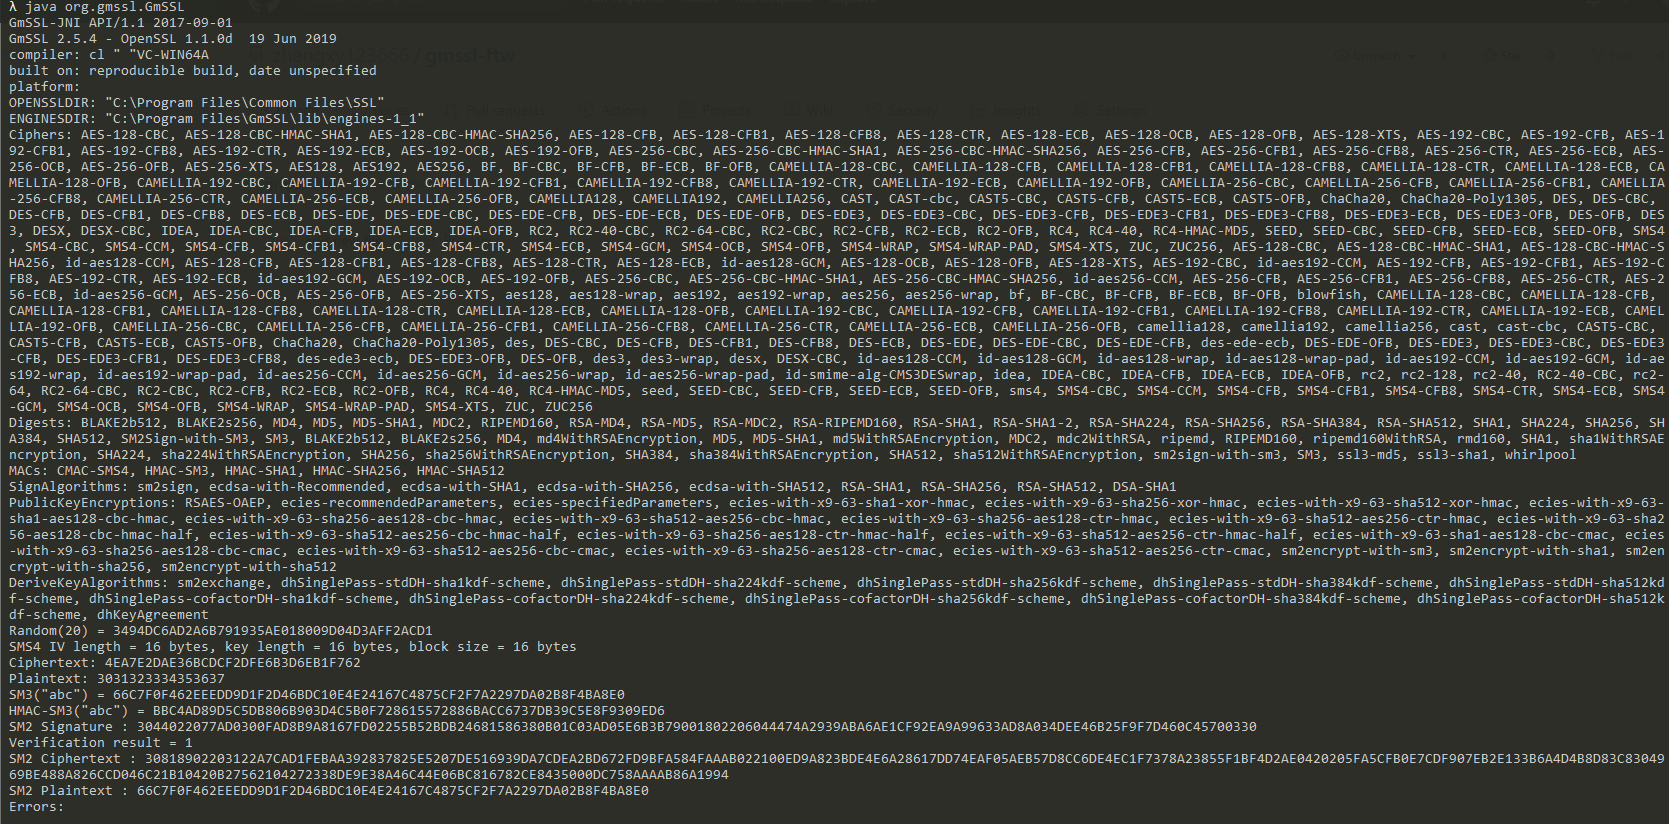 λ java org.gmssl.GmSSL
GmSSL-JNI API/1.1 2017-09-01
GmSSL 2.5.4 - OpenSSL 1.1.0d  19 Jun 2019
compiler: cl " "VC-WIN64A
built on: reproducible build, date unspecified
platform:
OPENSSLDIR: "C:\Program Files\Common Files\SSL"
ENGINESDIR: "C:\Program Files\GmSSL\lib\engines-1_1"
Ciphers: AES-128-CBC, AES-128-CBC-HMAC-SHA1, AES-128-CBC-HMAC-SHA256, AES-128-CFB, AES-128-CFB1, AES-128-CFB8, AES-128-CTR, AES-128-ECB, AES-128-OCB, AES-128-OFB, AES-128-XTS, AES-192-CBC, AES-192-CFB, AES-1
92-CFB1, AES-192-CFB8, AES-192-CTR, AES-192-ECB, AES-192-OCB, AES-192-OFB, AES-256-CBC, AES-256-CBC-HMAC-SHA1, AES-256-CBC-HMAC-SHA256, AES-256-CFB, AES-256-CFB1, AES-256-CFB8, AES-256-CTR, AES-256-ECB, AES-
256-OCB, AES-256-OFB, AES-256-XTS, AES128, AES192, AES256, BF, BF-CBC, BF-CFB, BF-ECB, BF-OFB, CAMELLIA-128-CBC, CAMELLIA-128-CFB, CAMELLIA-128-CFB1, CAMELLIA-128-CFB8, CAMELLIA-128-CTR, CAMELLIA-128-ECB, CA
MELLIA-128-OFB, CAMELLIA-192-CBC, CAMELLIA-192-CFB, CAMELLIA-192-CFB1, CAMELLIA-192-CFB8, CAMELLIA-192-CTR, CAMELLIA-192-ECB, CAMELLIA-192-OFB, CAMELLIA-256-CBC, CAMELLIA-256-CFB, CAMELLIA-256-CFB1, CAMELLIA
-256-CFB8, CAMELLIA-256-CTR, CAMELLIA-256-ECB, CAMELLIA-256-OFB, CAMELLIA128, CAMELLIA192, CAMELLIA256, CAST, CAST-cbc, CAST5-CBC, CAST5-CFB, CAST5-ECB, CAST5-OFB, ChaCha20, ChaCha20-Poly1305, DES, DES-CBC,
DES-CFB, DES-CFB1, DES-CFB8, DES-ECB, DES-EDE, DES-EDE-CBC, DES-EDE-CFB, DES-EDE-ECB, DES-EDE-OFB, DES-EDE3, DES-EDE3-CBC, DES-EDE3-CFB, DES-EDE3-CFB1, DES-EDE3-CFB8, DES-EDE3-ECB, DES-EDE3-OFB, DES-OFB, DES
3, DESX, DESX-CBC, IDEA, IDEA-CBC, IDEA-CFB, IDEA-ECB, IDEA-OFB, RC2, RC2-40-CBC, RC2-64-CBC, RC2-CBC, RC2-CFB, RC2-ECB, RC2-OFB, RC4, RC4-40, RC4-HMAC-MD5, SEED, SEED-CBC, SEED-CFB, SEED-ECB, SEED-OFB, SMS4
, SMS4-CBC, SMS4-CCM, SMS4-CFB, SMS4-CFB1, SMS4-CFB8, SMS4-CTR, SMS4-ECB, SMS4-GCM, SMS4-OCB, SMS4-OFB, SMS4-WRAP, SMS4-WRAP-PAD, SMS4-XTS, ZUC, ZUC256, AES-128-CBC, AES-128-CBC-HMAC-SHA1, AES-128-CBC-HMAC-S
HA256, id-aes128-CCM, AES-128-CFB, AES-128-CFB1, AES-128-CFB8, AES-128-CTR, AES-128-ECB, id-aes128-GCM, AES-128-OCB, AES-128-OFB, AES-128-XTS, AES-192-CBC, id-aes192-CCM, AES-192-CFB, AES-192-CFB1, AES-192-C
FB8, AES-192-CTR, AES-192-ECB, id-aes192-GCM, AES-192-OCB, AES-192-OFB, AES-256-CBC, AES-256-CBC-HMAC-SHA1, AES-256-CBC-HMAC-SHA256, id-aes256-CCM, AES-256-CFB, AES-256-CFB1, AES-256-CFB8, AES-256-CTR, AES-2
56-ECB, id-aes256-GCM, AES-256-OCB, AES-256-OFB, AES-256-XTS, aes128, aes128-wrap, aes192, aes192-wrap, aes256, aes256-wrap, bf, BF-CBC, BF-CFB, BF-ECB, BF-OFB, blowfish, CAMELLIA-128-CBC, CAMELLIA-128-CFB,
CAMELLIA-128-CFB1, CAMELLIA-128-CFB8, CAMELLIA-128-CTR, CAMELLIA-128-ECB, CAMELLIA-128-OFB, CAMELLIA-192-CBC, CAMELLIA-192-CFB, CAMELLIA-192-CFB1, CAMELLIA-192-CFB8, CAMELLIA-192-CTR, CAMELLIA-192-ECB, CAMEL
LIA-192-OFB, CAMELLIA-256-CBC, CAMELLIA-256-CFB, CAMELLIA-256-CFB1, CAMELLIA-256-CFB8, CAMELLIA-256-CTR, CAMELLIA-256-ECB, CAMELLIA-256-OFB, camellia128, camellia192, camellia256, cast, cast-cbc, CAST5-CBC,
CAST5-CFB, CAST5-ECB, CAST5-OFB, ChaCha20, ChaCha20-Poly1305, des, DES-CBC, DES-CFB, DES-CFB1, DES-CFB8, DES-ECB, DES-EDE, DES-EDE-CBC, DES-EDE-CFB, des-ede-ecb, DES-EDE-OFB, DES-EDE3, DES-EDE3-CBC, DES-EDE3
-CFB, DES-EDE3-CFB1, DES-EDE3-CFB8, des-ede3-ecb, DES-EDE3-OFB, DES-OFB, des3, des3-wrap, desx, DESX-CBC, id-aes128-CCM, id-aes128-GCM, id-aes128-wrap, id-aes128-wrap-pad, id-aes192-CCM, id-aes192-GCM, id-ae
s192-wrap, id-aes192-wrap-pad, id-aes256-CCM, id-aes256-GCM, id-aes256-wrap, id-aes256-wrap-pad, id-smime-alg-CMS3DESwrap, idea, IDEA-CBC, IDEA-CFB, IDEA-ECB, IDEA-OFB, rc2, rc2-128, rc2-40, RC2-40-CBC, rc2-
64, RC2-64-CBC, RC2-CBC, RC2-CFB, RC2-ECB, RC2-OFB, RC4, RC4-40, RC4-HMAC-MD5, seed, SEED-CBC, SEED-CFB, SEED-ECB, SEED-OFB, sms4, SMS4-CBC, SMS4-CCM, SMS4-CFB, SMS4-CFB1, SMS4-CFB8, SMS4-CTR, SMS4-ECB, SMS4
-GCM, SMS4-OCB, SMS4-OFB, SMS4-WRAP, SMS4-WRAP-PAD, SMS4-XTS, ZUC, ZUC256
Digests: BLAKE2b512, BLAKE2s256, MD4, MD5, MD5-SHA1, MDC2, RIPEMD160, RSA-MD4, RSA-MD5, RSA-MDC2, RSA-RIPEMD160, RSA-SHA1, RSA-SHA1-2, RSA-SHA224, RSA-SHA256, RSA-SHA384, RSA-SHA512, SHA1, SHA224, SHA256, SH
A384, SHA512, SM2Sign-with-SM3, SM3, BLAKE2b512, BLAKE2s256, MD4, md4WithRSAEncryption, MD5, MD5-SHA1, md5WithRSAEncryption, MDC2, mdc2WithRSA, ripemd, RIPEMD160, ripemd160WithRSA, rmd160, SHA1, sha1WithRSAE
ncryption, SHA224, sha224WithRSAEncryption, SHA256, sha256WithRSAEncryption, SHA384, sha384WithRSAEncryption, SHA512, sha512WithRSAEncryption, sm2sign-with-sm3, SM3, ssl3-md5, ssl3-sha1, whirlpool
MACs: CMAC-SMS4, HMAC-SM3, HMAC-SHA1, HMAC-SHA256, HMAC-SHA512
SignAlgorithms: sm2sign, ecdsa-with-Recommended, ecdsa-with-SHA1, ecdsa-with-SHA256, ecdsa-with-SHA512, RSA-SHA1, RSA-SHA256, RSA-SHA512, DSA-SHA1
PublicKeyEncryptions: RSAES-OAEP, ecies-recommendedParameters, ecies-specifiedParameters, ecies-with-x9-63-sha1-xor-hmac, ecies-with-x9-63-sha256-xor-hmac, ecies-with-x9-63-sha512-xor-hmac, ecies-with-x9-63-
sha1-aes128-cbc-hmac, ecies-with-x9-63-sha256-aes128-cbc-hmac, ecies-with-x9-63-sha512-aes256-cbc-hmac, ecies-with-x9-63-sha256-aes128-ctr-hmac, ecies-with-x9-63-sha512-aes256-ctr-hmac, ecies-with-x9-63-sha2
56-aes128-cbc-hmac-half, ecies-with-x9-63-sha512-aes256-cbc-hmac-half, ecies-with-x9-63-sha256-aes128-ctr-hmac-half, ecies-with-x9-63-sha512-aes256-ctr-hmac-half, ecies-with-x9-63-sha1-aes128-cbc-cmac, ecies
-with-x9-63-sha256-aes128-cbc-cmac, ecies-with-x9-63-sha512-aes256-cbc-cmac, ecies-with-x9-63-sha256-aes128-ctr-cmac, ecies-with-x9-63-sha512-aes256-ctr-cmac, sm2encrypt-with-sm3, sm2encrypt-with-sha1, sm2en
crypt-with-sha256, sm2encrypt-with-sha512
DeriveKeyAlgorithms: sm2exchange, dhSinglePass-stdDH-sha1kdf-scheme, dhSinglePass-stdDH-sha224kdf-scheme, dhSinglePass-stdDH-sha256kdf-scheme, dhSinglePass-stdDH-sha384kdf-scheme, dhSinglePass-stdDH-sha512kd
f-scheme, dhSinglePass-cofactorDH-sha1kdf-scheme, dhSinglePass-cofactorDH-sha224kdf-scheme, dhSinglePass-cofactorDH-sha256kdf-scheme, dhSinglePass-cofactorDH-sha384kdf-scheme, dhSinglePass-cofactorDH-sha512k
df-scheme, dhKeyAgreement
Random(20) = 3494DC6AD2A6B791935AE018009D04D3AFF2ACD1
SMS4 IV length = 16 bytes, key length = 16 bytes, block size = 16 bytes
Ciphertext: 4EA7E2DAE36BCDCF2DFE6B3D6EB1F762
Plaintext: 3031323334353637
SM3("abc") = 66C7F0F462EEEDD9D1F2D46BDC10E4E24167C4875CF2F7A2297DA02B8F4BA8E0
HMAC-SM3("abc") = BBC4AD89D5C5DB806B903D4C5B0F728615572886BACC6737DB39C5E8F9309ED6
SM2 Signature : 3044022077AD0300FAD8B9A8167FD02255B52BDB24681586380B01C03AD05E6B3B79001802206044474A2939ABA6AE1CF92EA9A99633AD8A034DEE46B25F9F7D460C45700330
Verification result = 1
SM2 Ciphertext : 30818902203122A7CAD1FEBAA392837825E5207DE516939DA7CDEA2BD672FD9BFA584FAAAB022100ED9A823BDE4E6A28617DD74EAF05AEB57D8CC6DE4EC1F7378A23855F1BF4D2AE0420205FA5CFB0E7CDF907EB2E133B6A4D4B8D83C83049
69BE488A826CCD046C21B10420B27562104272338DE9E38A46C44E06BC816782CE8435000DC758AAAAB86A1994
SM2 Plaintext : 66C7F0F462EEEDD9D1F2D46BDC10E4E24167C4875CF2F7A2297DA02B8F4BA8E0
Errors: